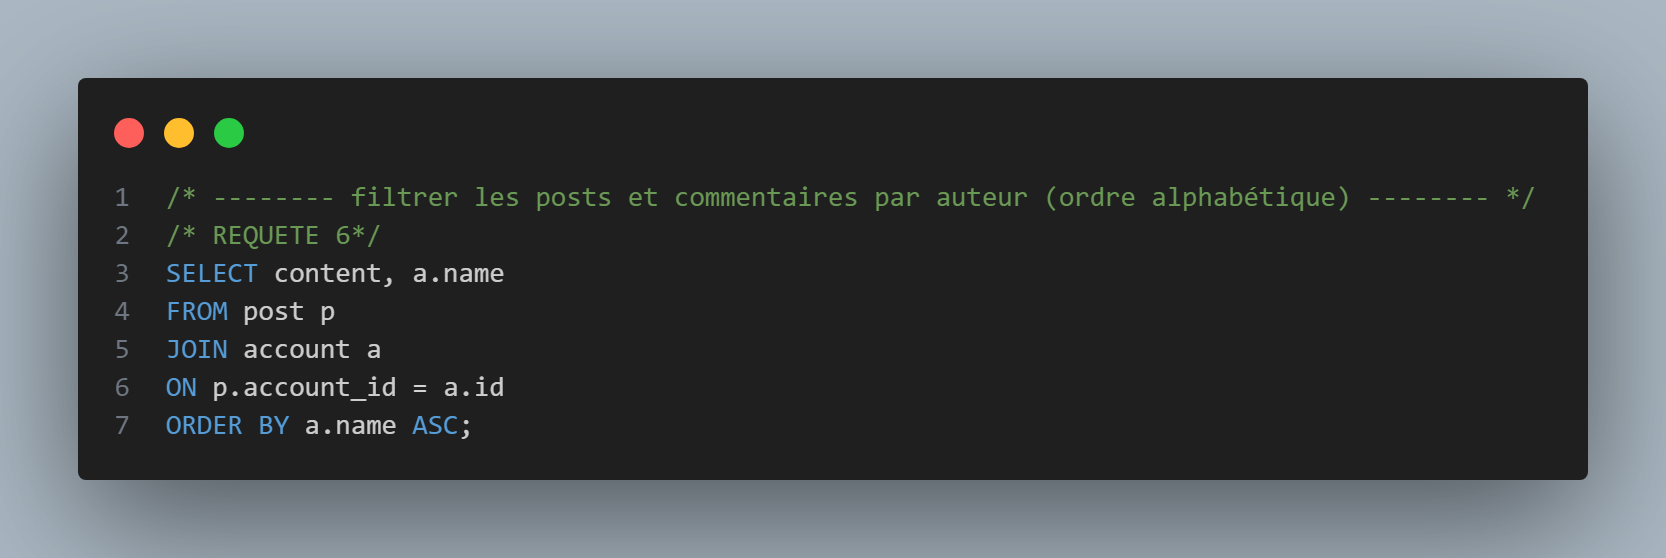 1 /* -------- filtrer les posts et commentaires par auteur (ordre alphabétique) -------- */
2 /* REQUETE 6*/
3 SELECT content, a.name
4 FROM post p
5 JOIN account a
6 ON p.account_id = a.id
7 ORDER BY a.name ASC;